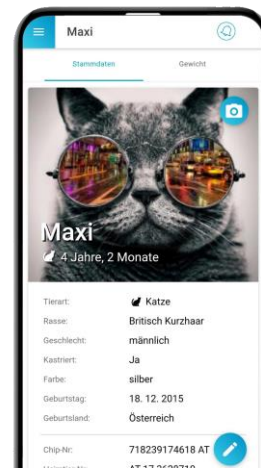 Maxi
Stammdaten Gewicht
Maxi
4 Jahre, 2 Monate
Tierart: Katze
Rasse: Britisch Kurzhaar
Geschlecht: männlich
Kastriert: Ja
Farbe: silber
Geburtstag: 18. 12. 2015
Geburtsland: Österreich
Chip-Nr: 718239174618 AT